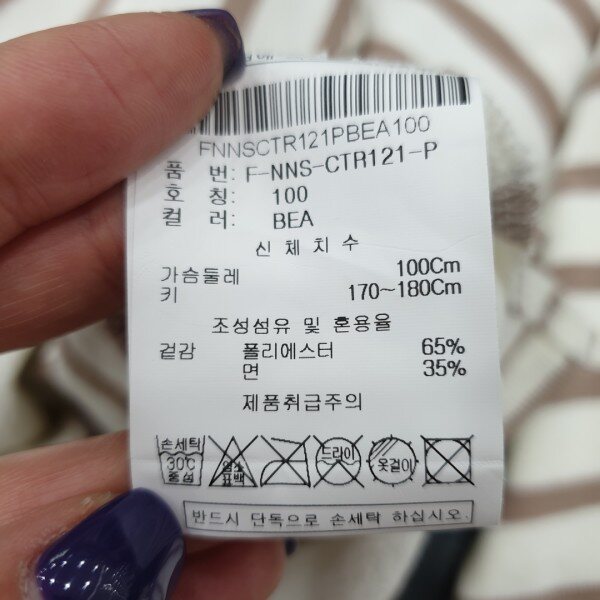 FNNSCTR121PBEA100
품 번: F-NNS-CTR121-P
호 칭: 100
컬 러: BEA
신체치수
가슴둘레 100Cm
키 170~180Cm
조성섬유 및 혼용율
겉감 폴리에스터 65%
면 35%
제품취급주의
손세탁 30℃ 중성 염소 표백 드라이 옷걸이
반드시 단독으로 손세탁 하십시오.